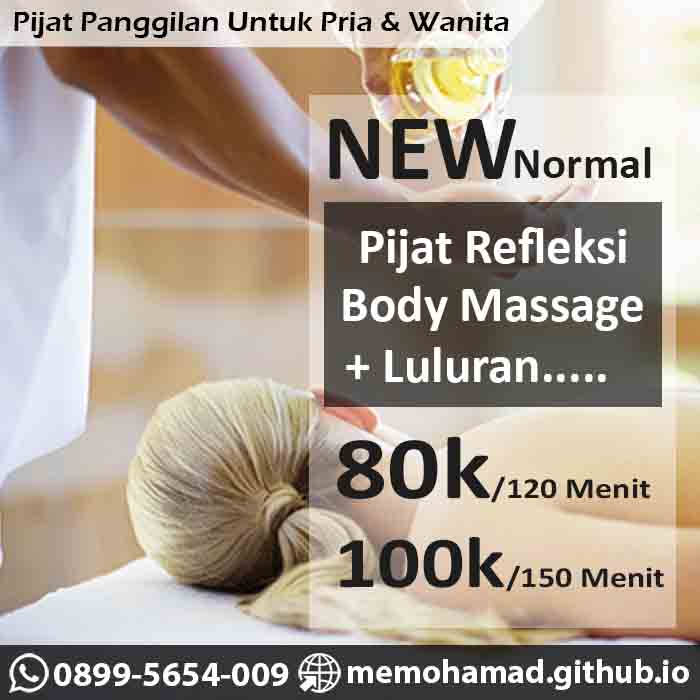 Pijat Panggilan Untuk Pria & Wanita
NEW Normal
Pijat Refleksi
Body Massage
+ Luluran.....
80k/120 Menit
100k/150 Menit
0899-5654-009 memohamad.github.io